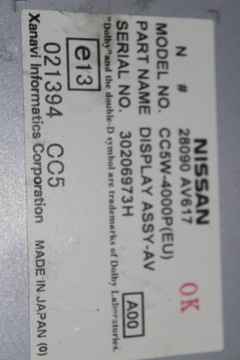 NISSAN
N # 28090 AV617 OK
MODEL NO. CC5W-4000P(EU)
PART NAME DISPLAY ASSY-AV
SERIAL NO. 30206973H A00
"Dolby"and the double-D symbol are trademarks of Dolby Laboratories.
e13
021394 CC5
Xanavi Informatics Corporation MADE IN JAPAN (0)